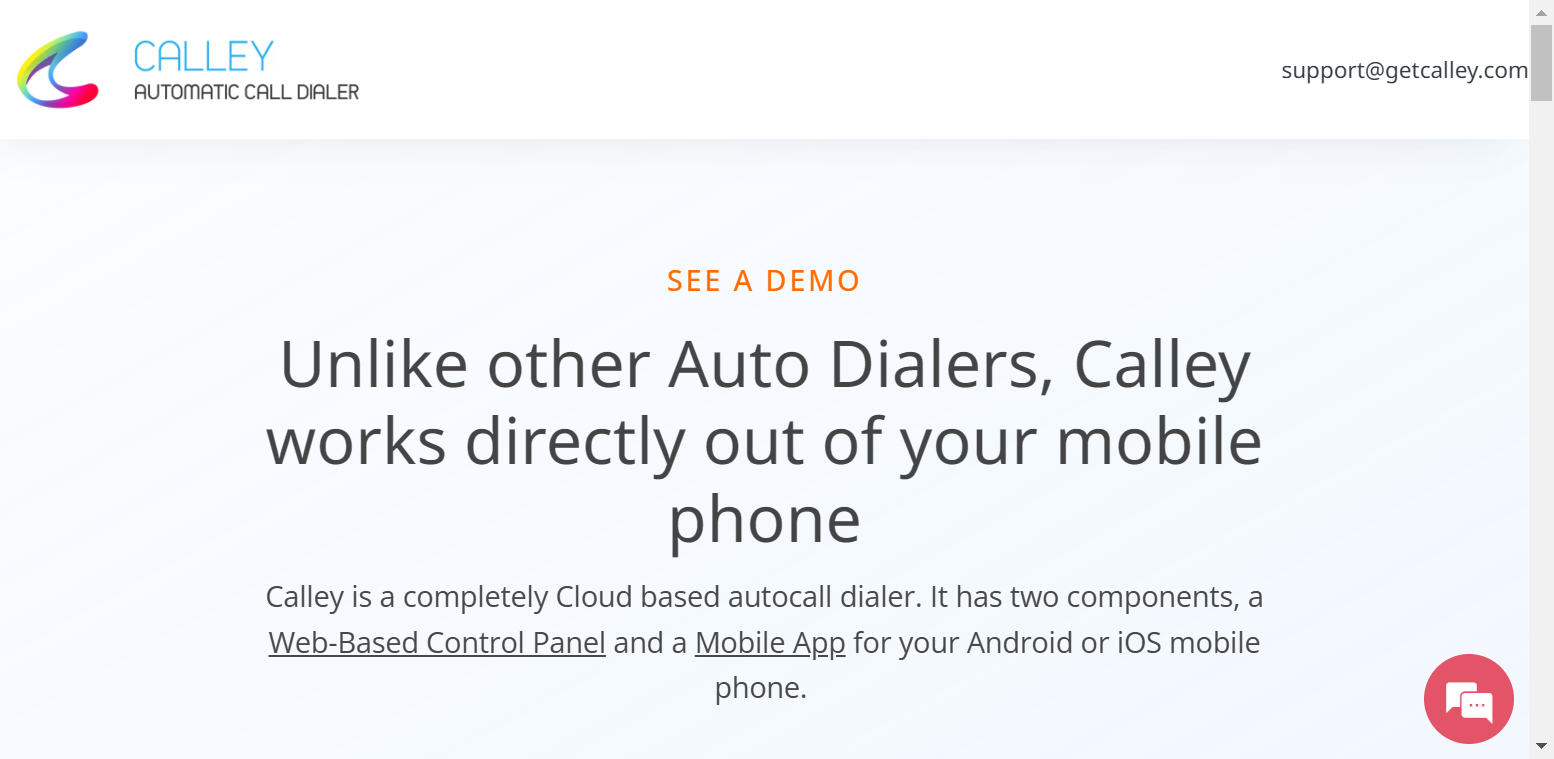 CALLEY
AUTOMATIC CALL DIALER
support@getcalley.com
SEE A DEMO
Unlike other Auto Dialers, Calley
works directly out of your mobile
phone
Calley is a completely Cloud based autocall dialer. It has two components, a
Web-Based Control Panel and a Mobile App for your Android or iOS mobile
phone.